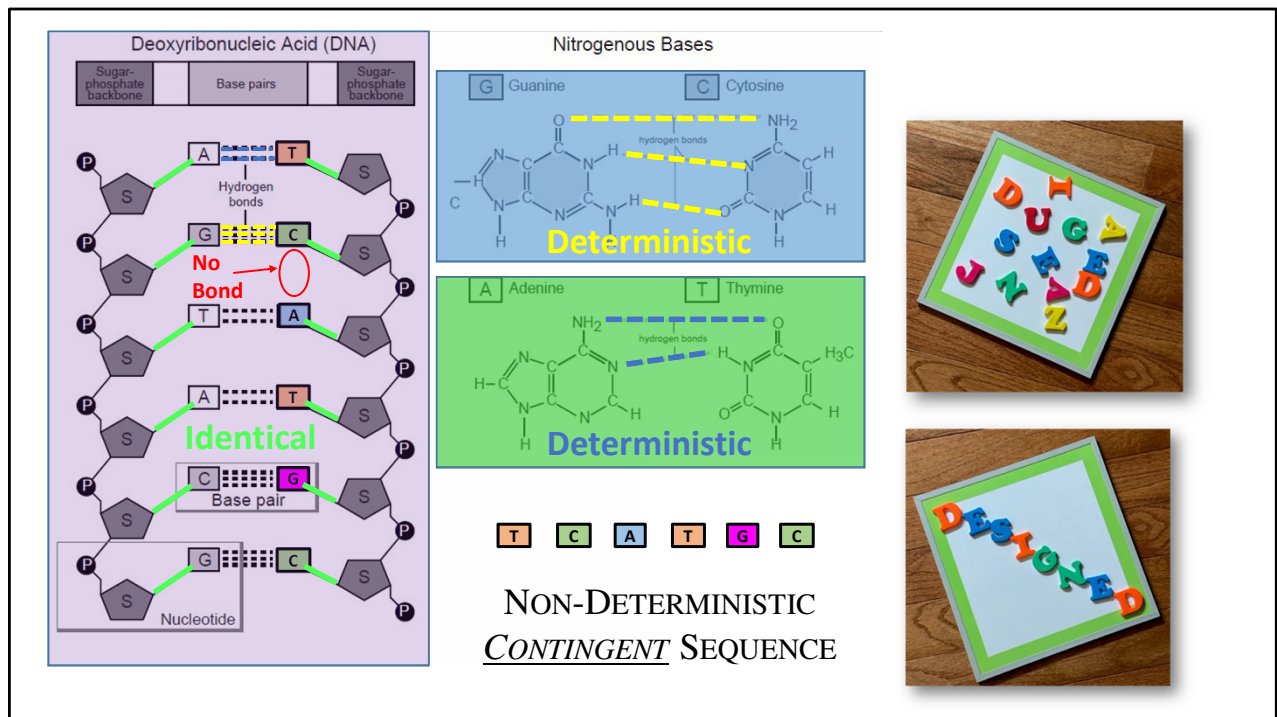 Deoxyribonucleic Acid (DNA)
Sugar-
phosphate
backbone
Base pairs
Sugar-
phosphate
backbone
P
A
T
S
S
P
Hydrogen
bonds
P
G
C
S
S
P
No
Bond
P
T
A
S
S
P
P
A
T
S
S
P
Identical
P
C
G
S
S
P
Base pair
P
G
C
S
S
P
Nucleotide
Nitrogenous Bases
G Guanine
C Cytosine
O
NH₂
hydrogen bonds
N
N
H
N
H
H
C
N
N
N
H
O
N
H
H
H
H
Deterministic
A Adenine
T Thymine
NH₂
O
hydrogen bonds
N
N
H
N
H₃C
H
N
N
H
O
N
H
H
H
Deterministic
T C A T G C
NON-DETERMINISTIC
CONTINGENT SEQUENCE
I
D
U
G
A
S
E
E
J
N
A
D
Z
DESIGNED